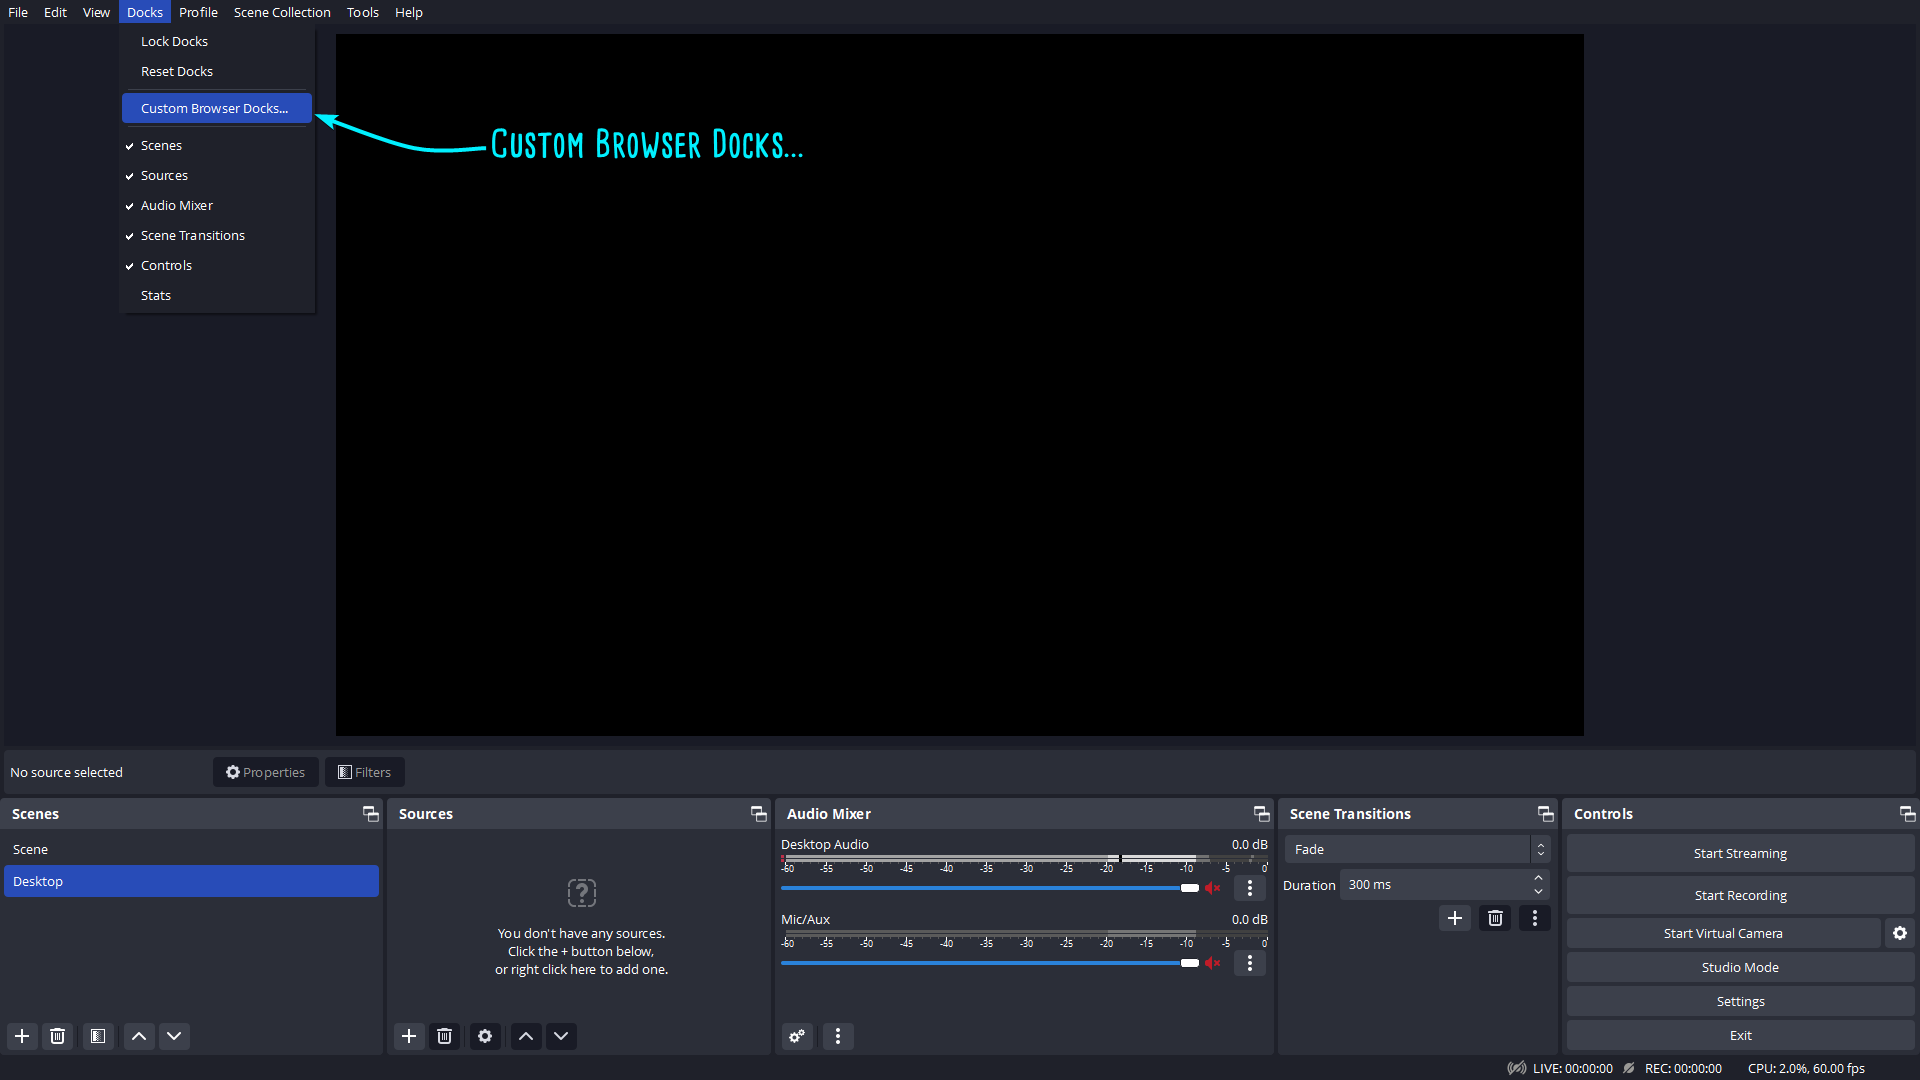 File Edit View Docks Profile Scene Collection Tools Help
Lock Docks
Reset Docks
Custom Browser Docks...
Scenes
Sources
Audio Mixer
Scene Transitions
Controls
Stats
Custom Browser Docks...
No source selected Properties Filters
Scenes
Scene
Desktop
Sources
You don't have any sources.
Click the + button below,
or right click here to add one.
Audio Mixer
Desktop Audio 0.0 dB
-60 -55 -50 -45 -40 -35 -30 -25 -20 -15 -10 -5 0
Mic/Aux 0.0 dB
-60 -55 -50 -45 -40 -35 -30 -25 -20 -15 -10 -5 0
Scene Transitions
Fade
Duration 300 ms
Controls
Start Streaming
Start Recording
Start Virtual Camera
Studio Mode
Settings
Exit
LIVE: 00:00:00 REC: 00:00:00 CPU: 2.0%, 60.00 fps